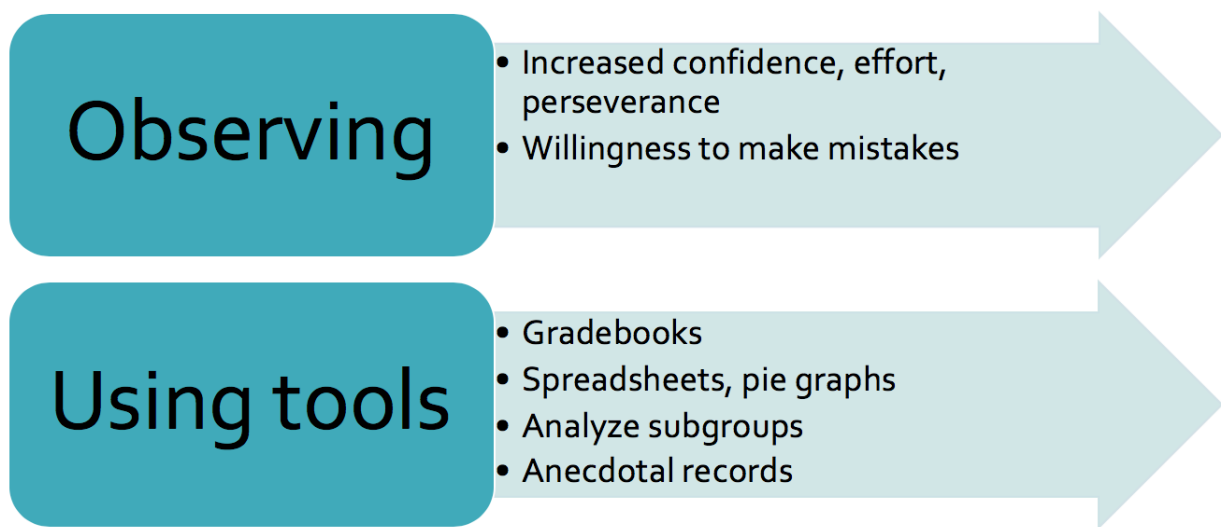 Observing
• Increased confidence, effort,
perseverance
• Willingness to make mistakes
Using tools
• Gradebooks
• Spreadsheets, pie graphs
• Analyze subgroups
• Anecdotal records